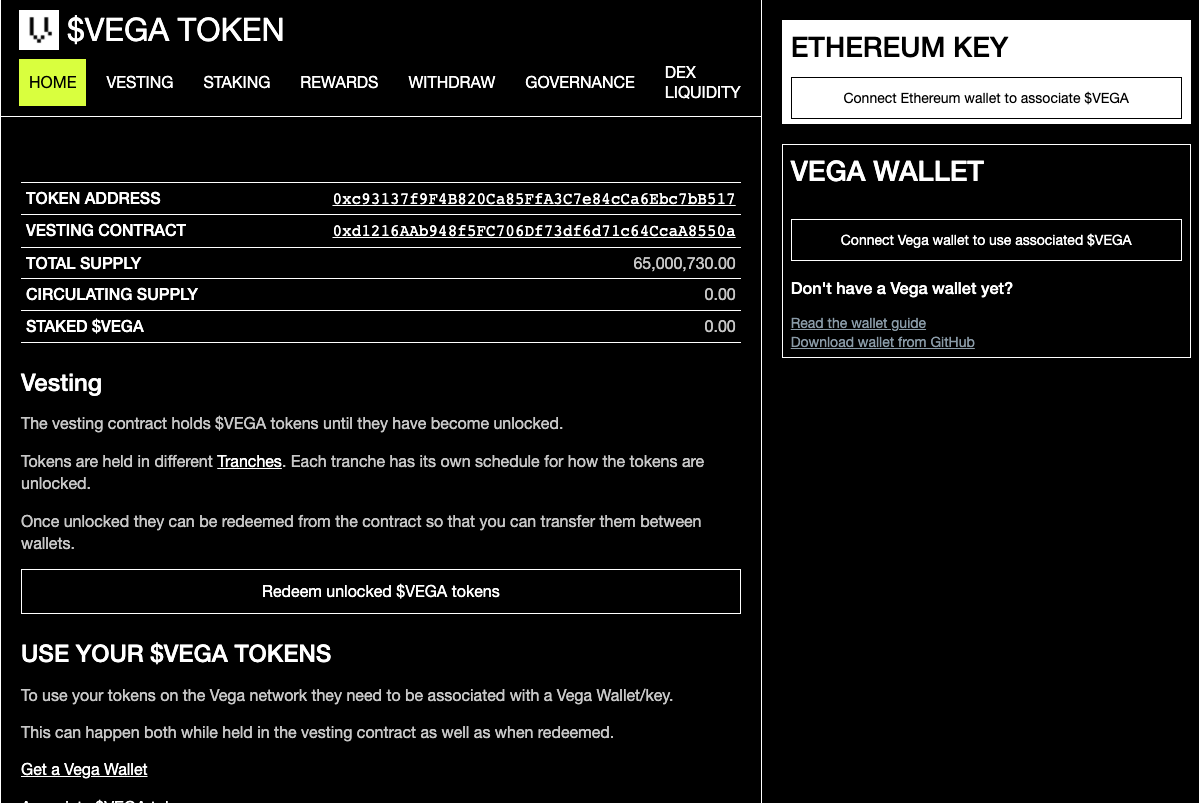 $VEGA TOKEN
HOME VESTING STAKING REWARDS WITHDRAW GOVERNANCE DEX LIQUIDITY
TOKEN ADDRESS 0xc93137f9F4B820Ca85FfA3C7e84cCa6Ebc7bB517
VESTING CONTRACT 0xd1216AAb948f5FC706Df73df6d71c64CcaA8550a
TOTAL SUPPLY 65,000,730.00
CIRCULATING SUPPLY 0.00
STAKED $VEGA 0.00
Vesting
The vesting contract holds $VEGA tokens until they have become unlocked.
Tokens are held in different Tranches. Each tranche has its own schedule for how the tokens are
unlocked.
Once unlocked they can be redeemed from the contract so that you can transfer them between
wallets.
Redeem unlocked $VEGA tokens
USE YOUR $VEGA TOKENS
To use your tokens on the Vega network they need to be associated with a Vega Wallet/key.
This can happen both while held in the vesting contract as well as when redeemed.
Get a Vega Wallet
ETHEREUM KEY
Connect Ethereum wallet to associate $VEGA
VEGA WALLET
Connect Vega wallet to use associated $VEGA
Don't have a Vega wallet yet?
Read the wallet guide
Download wallet from GitHub